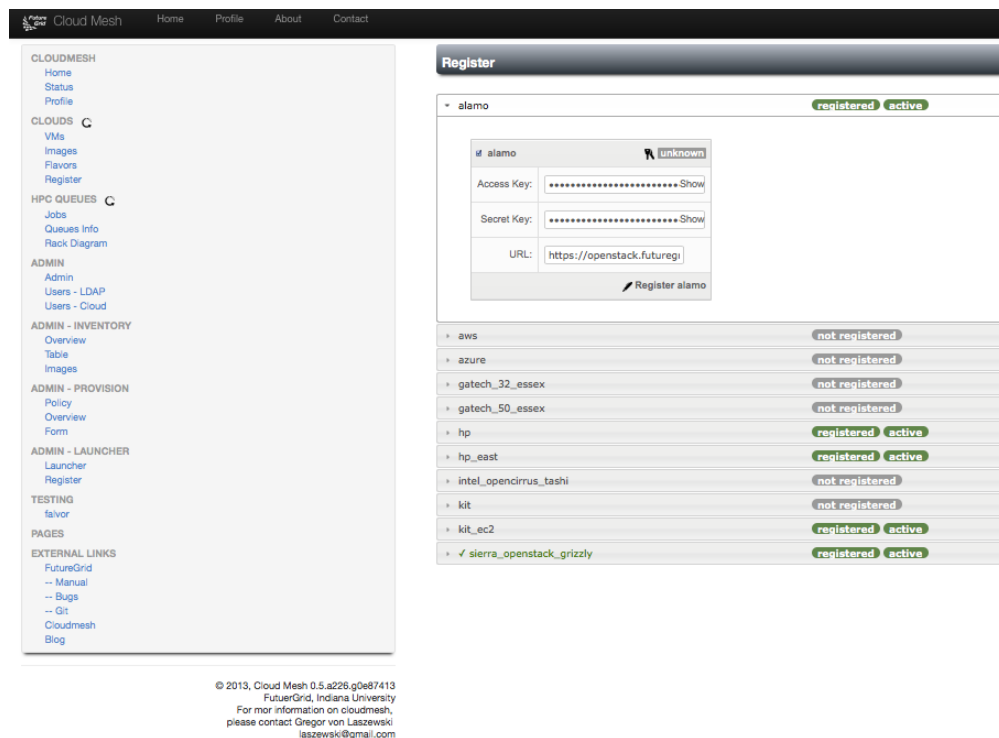 Future Grid Cloud Mesh Home Profile About Contact
CLOUDMESH
Home
Status
Profile
CLOUDS
VMs
Images
Flavors
Register
HPC QUEUES
Jobs
Queues Info
Rack Diagram
ADMIN
Admin
Users - LDAP
Users - Cloud
ADMIN - INVENTORY
Overview
Table
Images
ADMIN - PROVISION
Policy
Overview
Form
ADMIN - LAUNCHER
Launcher
Register
TESTING
falvor
PAGES
EXTERNAL LINKS
FutureGrid
-- Manual
-- Bugs
-- Git
Cloudmesh
Blog
© 2013, Cloud Mesh 0.5.a226.g0e87413
FutuerGrid, Indiana University
For mor information on cloudmesh,
please contact Gregor von Laszewski
laszewski@gmail.com
Register
alamo registered active
alamo unknown
Access Key: ••••••••••••••••••••••• Show
Secret Key: ••••••••••••••••••••••• Show
URL: https://openstack.futuregr
Register alamo
aws not registered
azure not registered
gatech_32_essex not registered
gatech_50_essex not registered
hp registered active
hp_east registered active
intel_opencirrus_tashi not registered
kit not registered
kit_ec2 registered active
✓ sierra_openstack_grizzly registered active